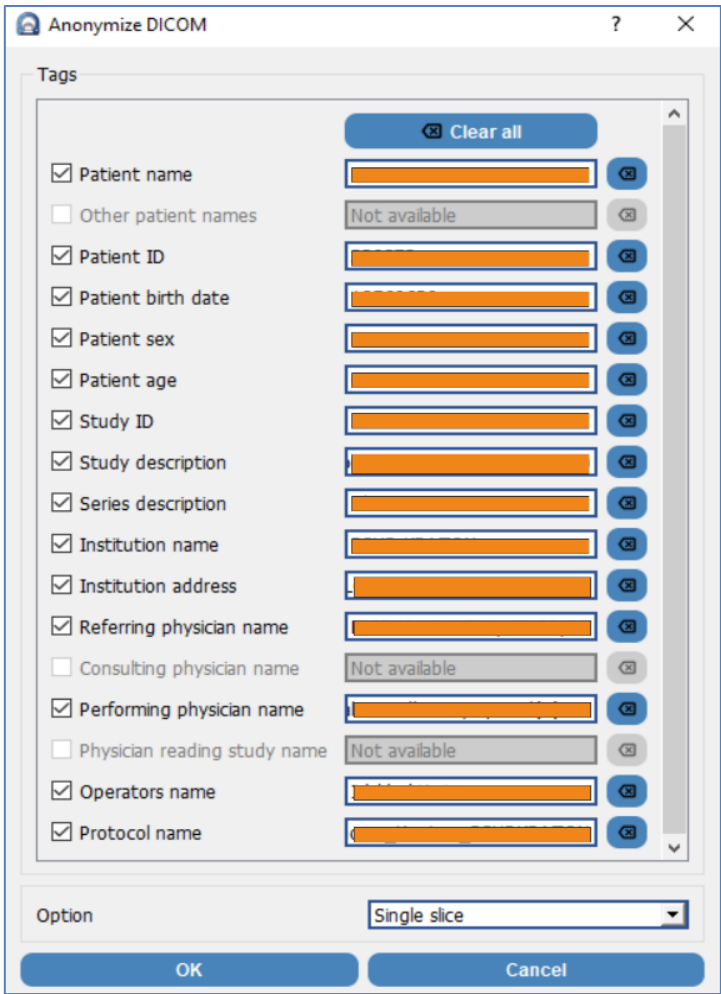 Anonymize DICOM ?
Tags
Clear all
Patient name
Other patient names Not available
Patient ID
Patient birth date
Patient sex
Patient age
Study ID
Study description
Series description
Institution name
Institution address
Referring physician name
Consulting physician name Not available
Performing physician name
Physician reading study name Not available
Operators name
Protocol name
Option Single slice
OK Cancel